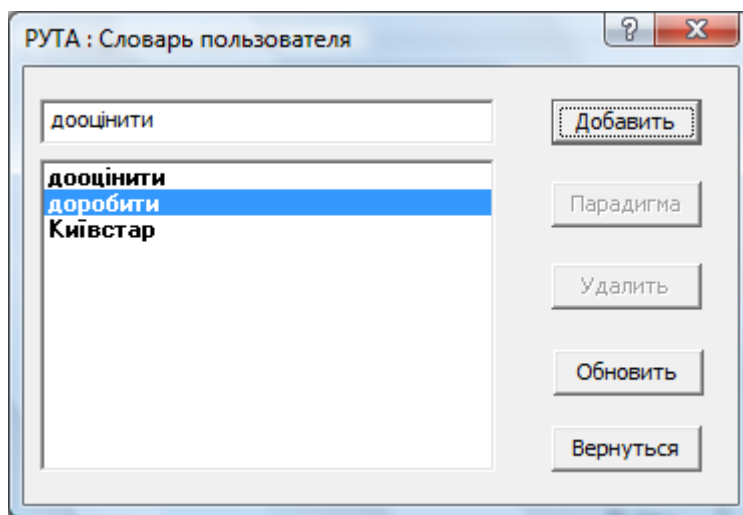 РУТА : Словарь пользователя
дооцінити
Добавить
дооцінити
доробити
Київстар
Парадигма
Удалить
Обновить
Вернуться